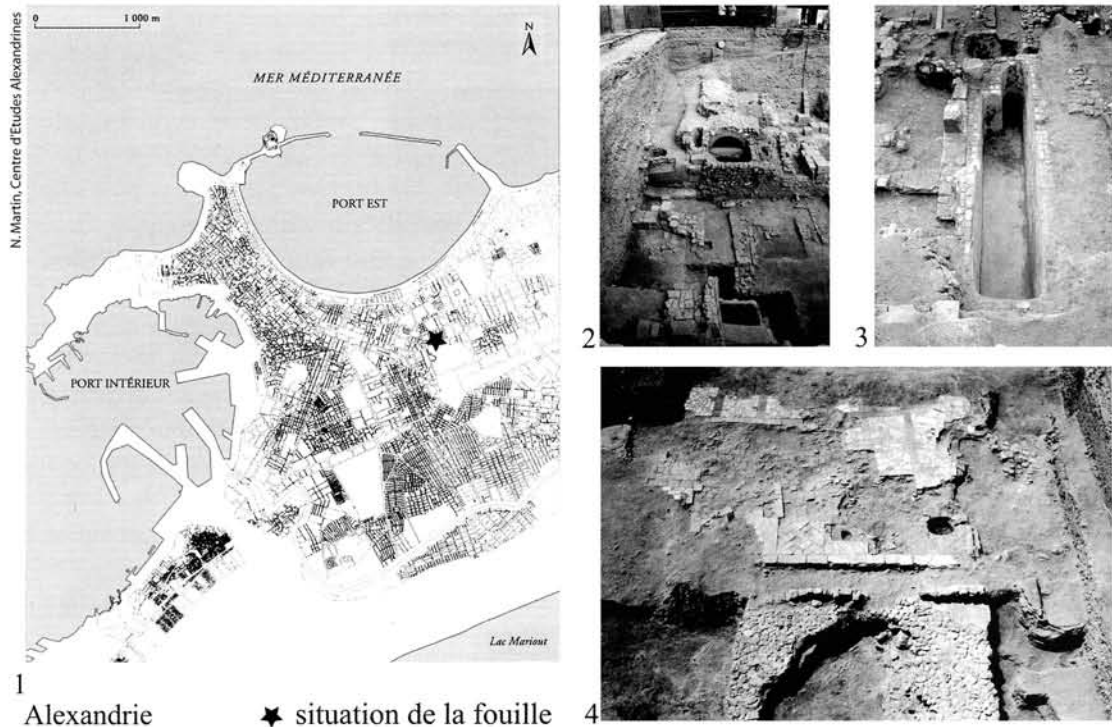 N.Martin, Centre d'Etudes Alexandrines
1 000 m
N
MER MÉDITERRANÉE
PORT EST
PORT INTÉRIEUR
Lac Mariout
0
1
Alexandrie
★ situation de la fouille
2
3
4